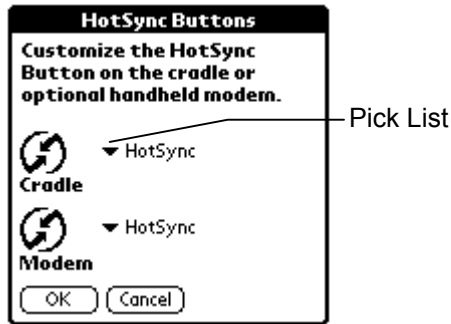 HotSync Buttons
Customize the HotSync
Button on the cradle or
optional handheld modem.
Pick List
HotSync
Cradle
HotSync
Modem
OK Cancel